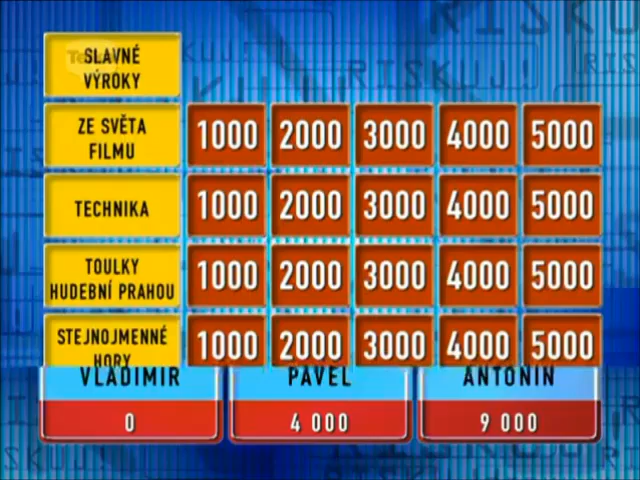 SLAVNÉ
VÝROKY
ZE SVĚTA
FILMU
1000 2000 3000 4000 5000
TECHNIKA
1000 2000 3000 4000 5000
TOULKY
HUDEBNÍ PRAHOU
1000 2000 3000 4000 5000
STEJNOJMENNÉ
HORY
1000 2000 3000 4000 5000
VLADIMÍR PAVEL ANTONÍN
0 4 000 9 000
RISKUJ!